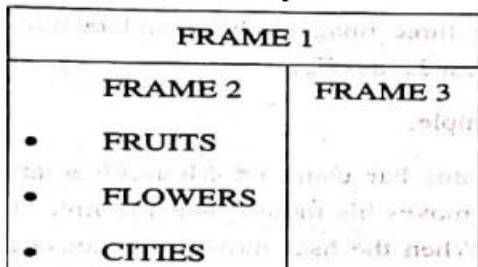 FRAME 1
FRAME 2 FRAME 3
• FRUITS
• FLOWERS
• CITIES